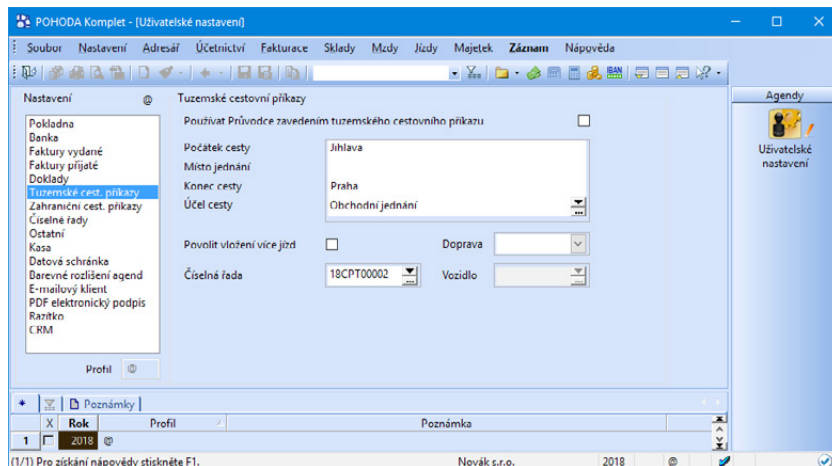 POHODA Komplet - [Uživatelské nastavení]
Soubor Nastavení Adresář Účetnictví Fakturace Sklady Mzdy Jízdy Majetek Záznam Nápověda
IBAN
Nastavení @
Pokladna
Banka
Faktury vydané
Faktury přijaté
Doklady
Tuzemské cest. příkazy
Zahraniční cest. příkazy
Číselné řady
Ostatní
Kasa
Datová schránka
Barevné rozlišení agend
E-mailový klient
PDF elektronický podpis
Razítko
CRM
Profil @
Tuzemské cestovní příkazy
Používat Průvodce zavedením tuzemského cestovního příkazu
Počátek cesty Jihlava
Místo jednání
Konec cesty Praha
Účel cesty Obchodní jednání
Povolit vložení více jízd Doprava
Číselná řada 18CPT00002 Vozidlo
Agendy
Uživatelské
nastavení
* Poznámky
X Rok Profil Poznámka
1 2018 @
(1/1) Pro získání nápovědy stiskněte F1. Novák s.r.o. 2018 @